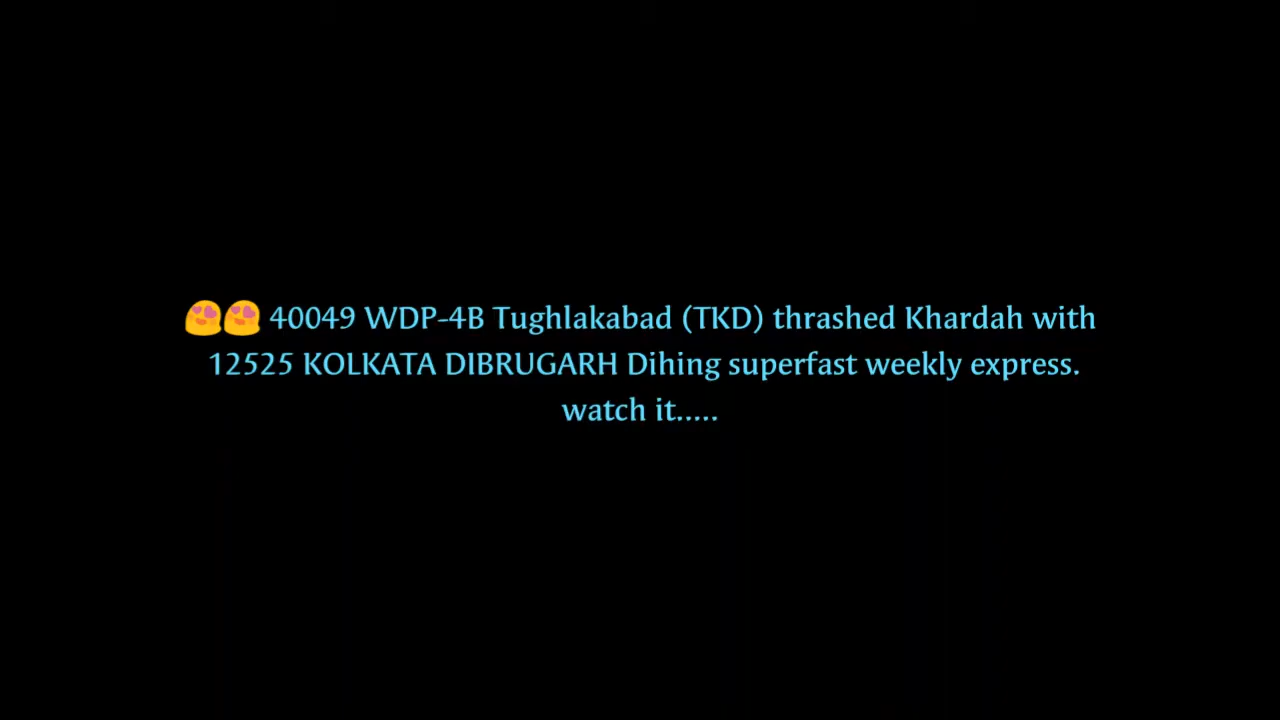 😍😍 40049 WDP-4B Tughlakabad (TKD) thrashed Khardah with
12525 KOLKATA DIBRUGARH Dihing superfast weekly express.
watch it.....